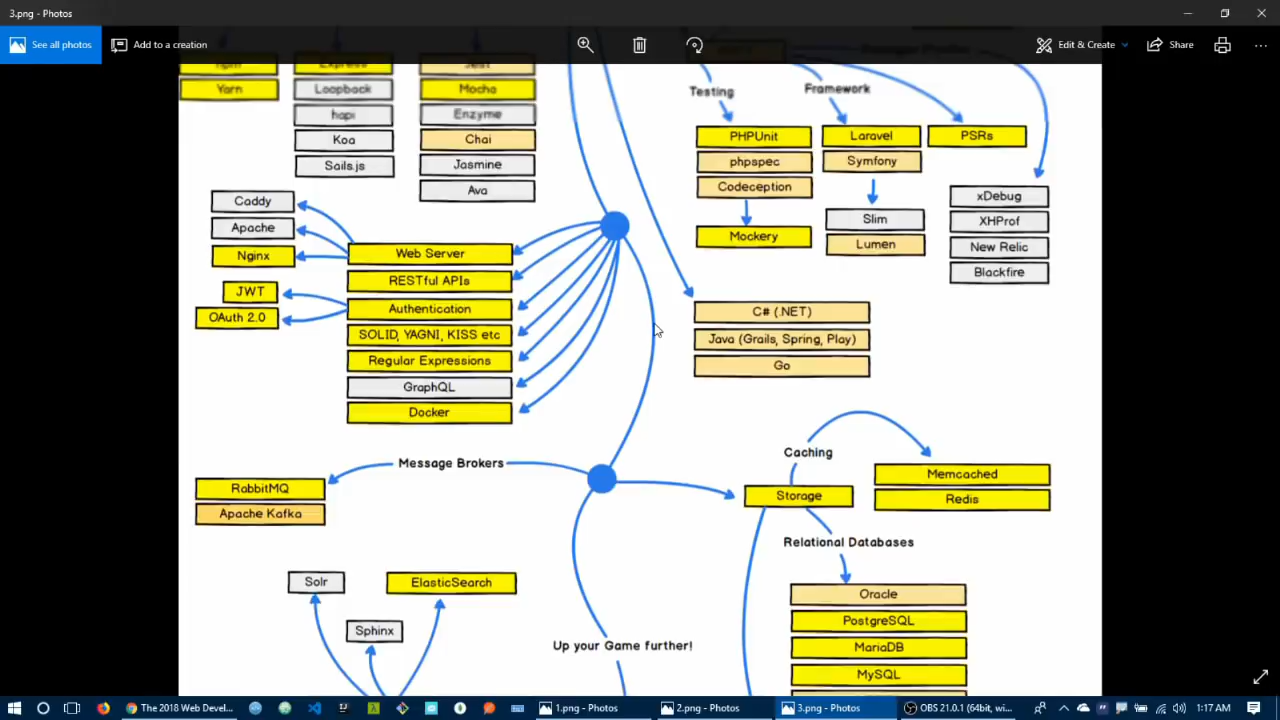 3.png - Photos
See all photos
Add to a creation
Edit & Create
Share
npm
Express
Jest
Yarn
Loopback
Mocha
hapi
Enzyme
Koa
Chai
Sails.js
Jasmine
Ava
Testing
Framework
PHPUnit
Laravel
PSRs
phpspec
Symfony
Codeception
Mockery
Slim
Lumen
xDebug
XHProf
New Relic
Blackfire
Caddy
Apache
Nginx
JWT
OAuth 2.0
Web Server
RESTful APIs
Authentication
SOLID, YAGNI, KISS etc
Regular Expressions
GraphQL
Docker
C# (.NET)
Java (Grails, Spring, Play)
Go
Message Brokers
RabbitMQ
Apache Kafka
Caching
Storage
Memcached
Redis
Relational Databases
Oracle
PostgreSQL
MariaDB
MySQL
Solr
ElasticSearch
Sphinx
Up your Game further!
The 2018 Web Devel...
1.png - Photos
2.png - Photos
3.png - Photos
OBS 21.0.1 (64bit, wi...
1:17 AM